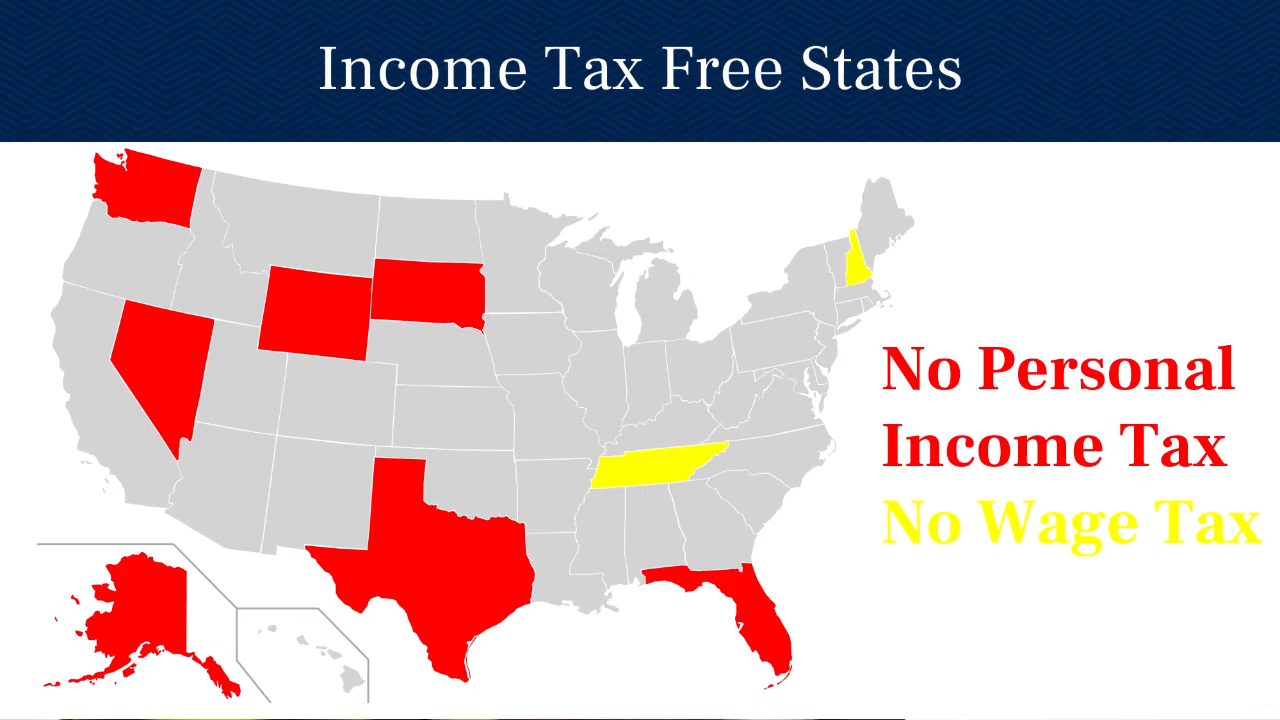 Income Tax Free States
No Personal
Income Tax
No Wage Tax